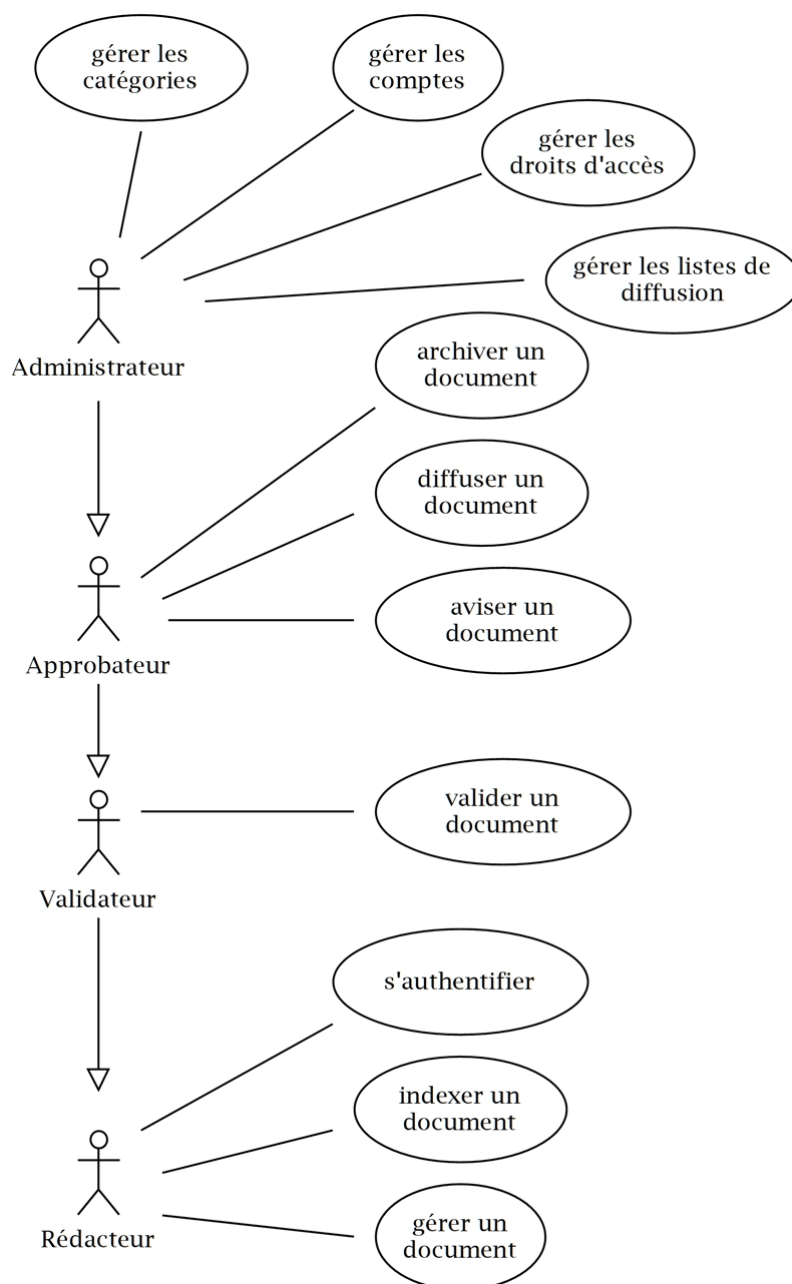 gérer les
catégories
gérer les
comptes
gérer les
droits d'accès
gérer les listes de
diffusion
Administrateur
archiver un
document
diffuser un
document
aviser un
document
Approbateur
valider un
document
Validateur
s'authentifier
indexer un
document
gérer un
document
Rédacteur